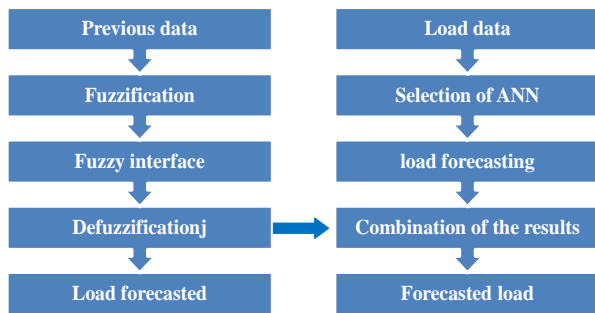 Previous data
Fuzzification
Fuzzy interface
Defuzzificationj
Load forecasted
Load data
Selection of ANN
load forecasting
Combination of the results
Forecasted load